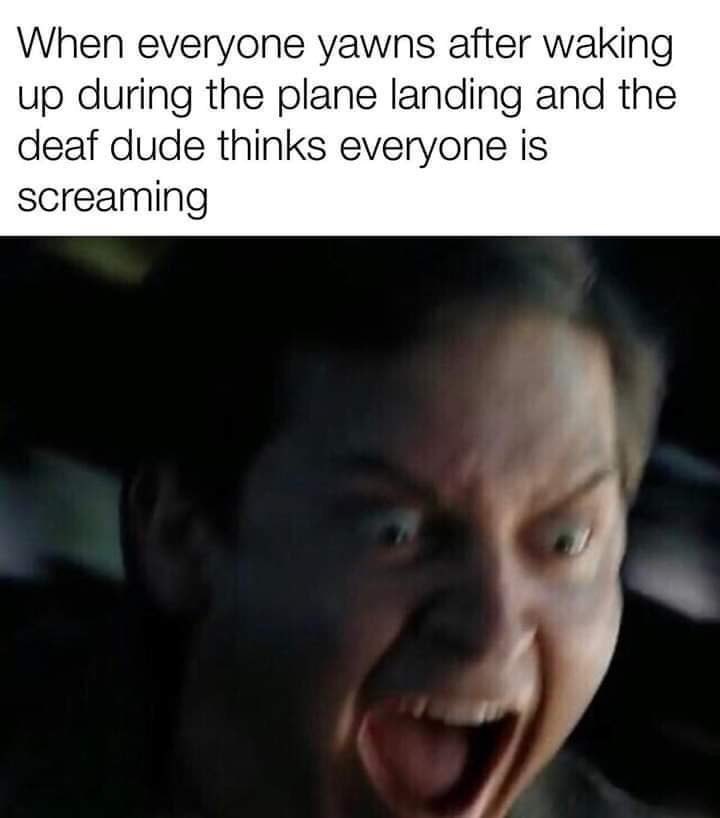 When everyone yawns after waking
up during the plane landing and the
deaf dude thinks everyone is
screaming